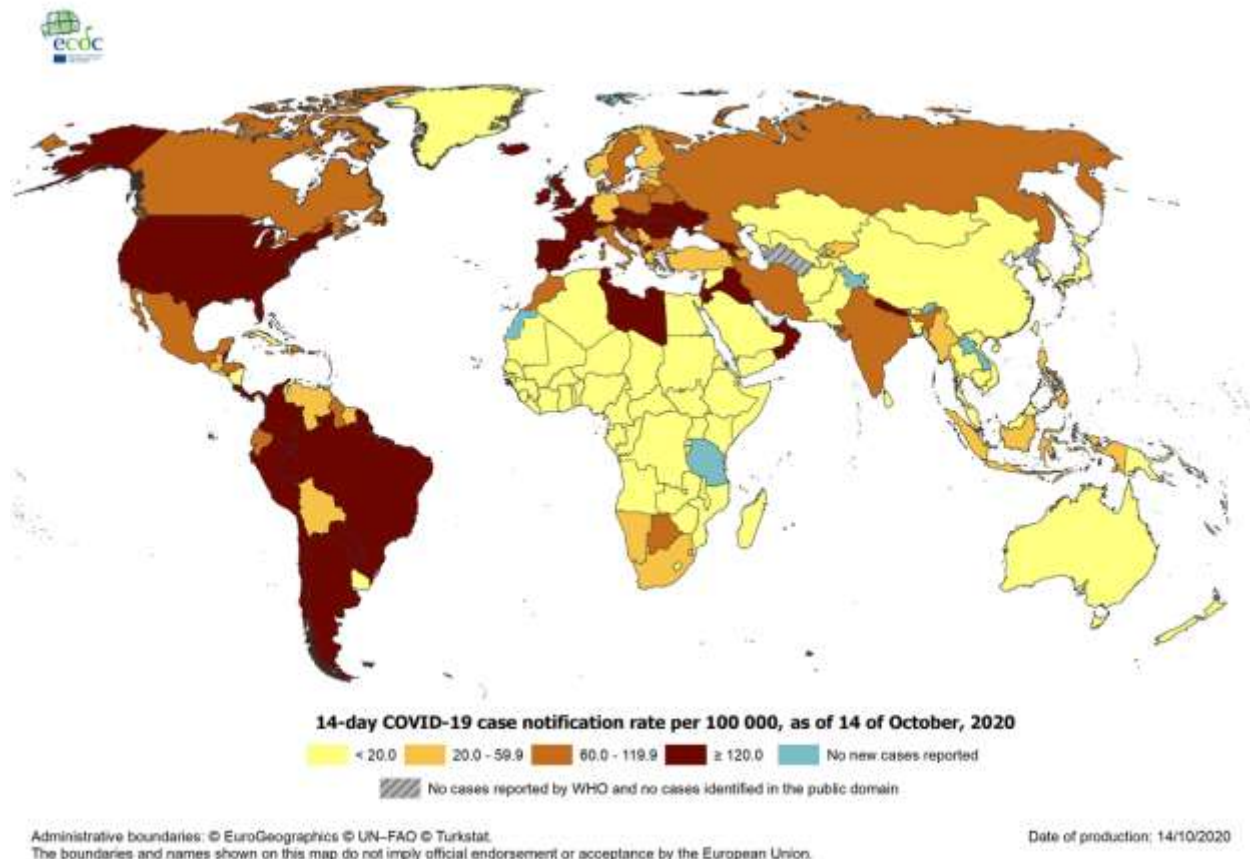 ecdc
14-day COVID-19 case notification rate per 100 000, as of 14 of October, 2020
< 20.0 20.0 - 59.9 60.0 - 119.9 ≥ 120.0 No new cases reported
No cases reported by WHO and no cases identified in the public domain
Administrative boundaries: © EuroGeographics © UN–FAO © Turkstat. Date of production: 14/10/2020
The boundaries and names shown on this map do not imply official endorsement or acceptance by the European Union.